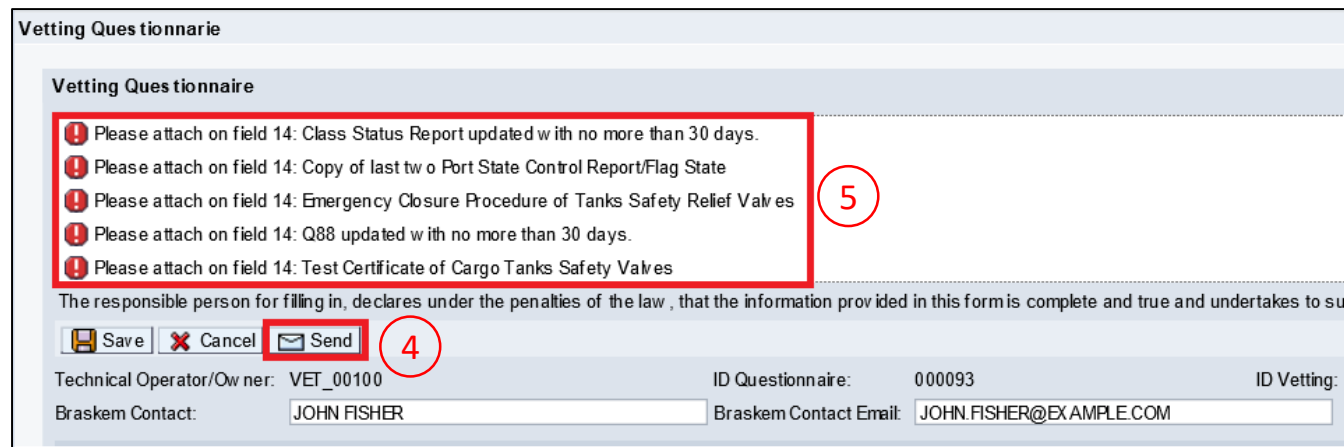 Vetting Questionnarie
Vetting Questionnaire
Please attach on field 14: Class Status Report updated with no more than 30 days.
Please attach on field 14: Copy of last two Port State Control Report/Flag State
Please attach on field 14: Emergency Closure Procedure of Tanks Safety Relief Valves
5
Please attach on field 14: Q88 updated with no more than 30 days.
Please attach on field 14: Test Certificate of Cargo Tanks Safety Valves
The responsible person for filling in, declares under the penalties of the law, that the information provided in this form is complete and true and undertakes to su
Save Cancel Send 4
Technical Operator/Owner: VET_00100 ID Questionnaire: 000093 ID Vetting:
Braskem Contact: JOHN FISHER Braskem Contact Email: JOHN.FISHER@EXAMPLE.COM